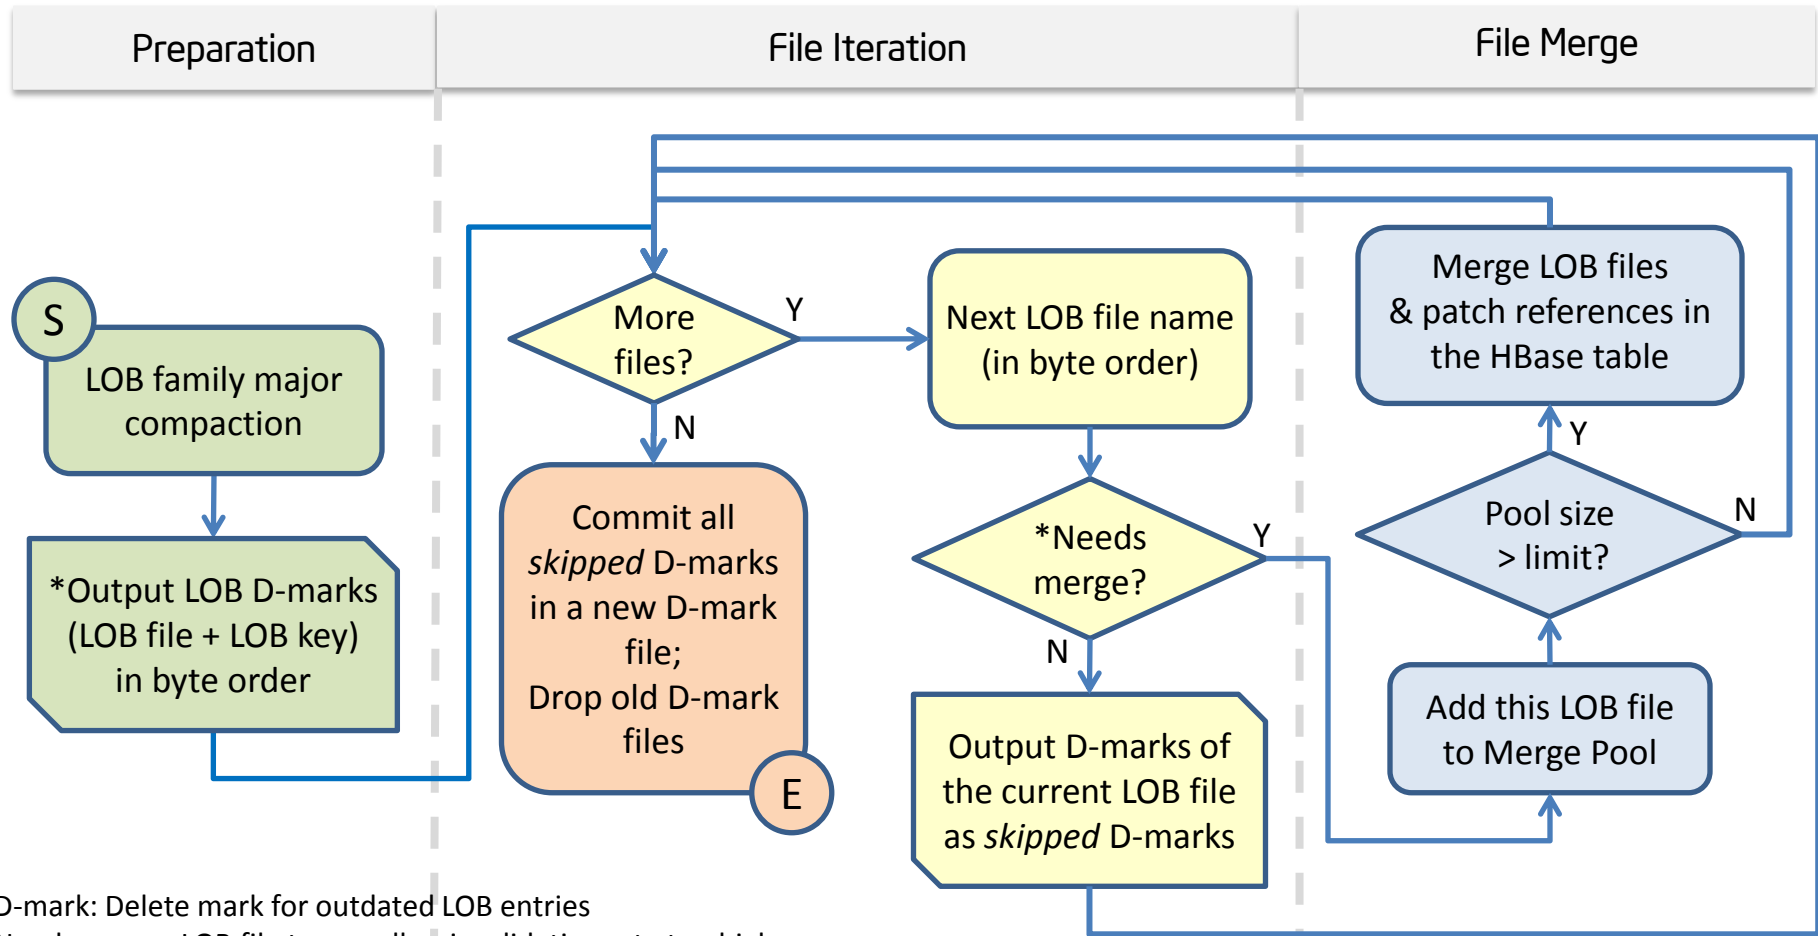 Preparation
File Iteration
File Merge
S
LOB family major
compaction
*Output LOB D-marks
(LOB file + LOB key)
in byte order
More
files?
Y
N
Commit all
skipped D-marks
in a new D-mark
file;
Drop old D-mark
files
E
Next LOB file name
(in byte order)
*Needs
merge?
Y
N
Output D-marks of
the current LOB file
as skipped D-marks
Merge LOB files
& patch references in
the HBase table
Y
Pool size
> limit?
N
Add this LOB file
to Merge Pool
D-mark: Delete mark for outdated LOB entries